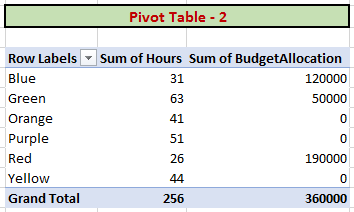 Pivot Table - 2
Row Labels Sum of Hours Sum of BudgetAllocation
Blue 31 120000
Green 63 50000
Orange 41 0
Purple 51 0
Red 26 190000
Yellow 44 0
Grand Total 256 360000